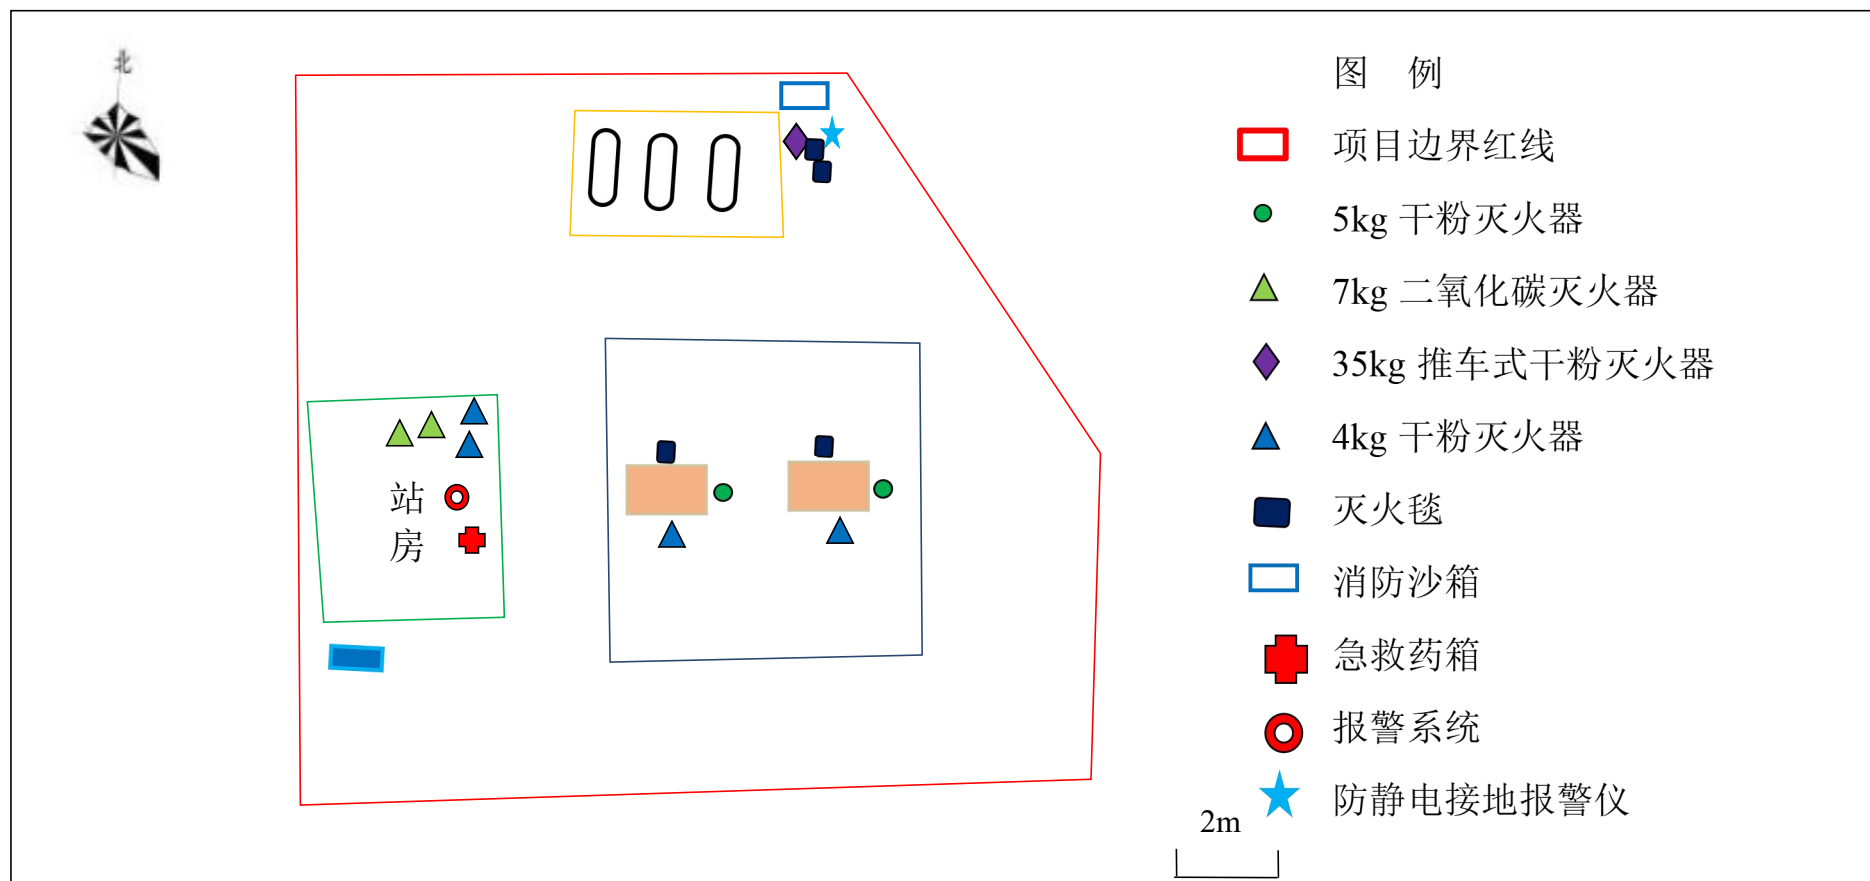 北
图 例
项目边界红线
5kg 干粉灭火器
7kg 二氧化碳灭火器
35kg 推车式干粉灭火器
4kg 干粉灭火器
灭火毯
消防沙箱
急救药箱
报警系统
防静电接地报警仪
站
房
2m